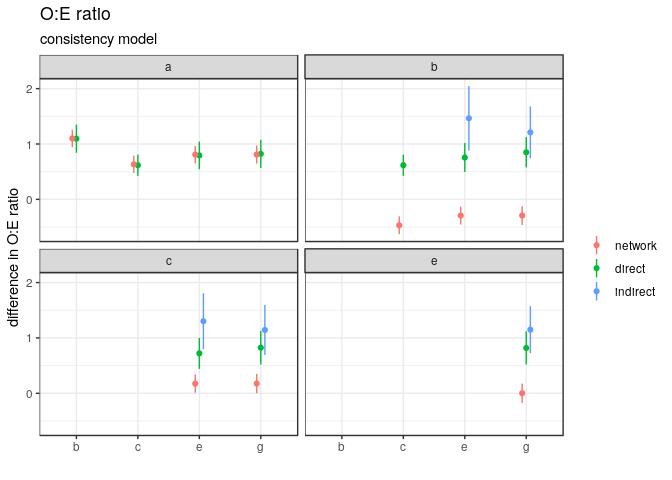 O:E ratio
consistency model
a
b
2
1
0
c
e
2
1
0
b
c
e
g
b
c
e
g
difference in O:E ratio
network
direct
indirect